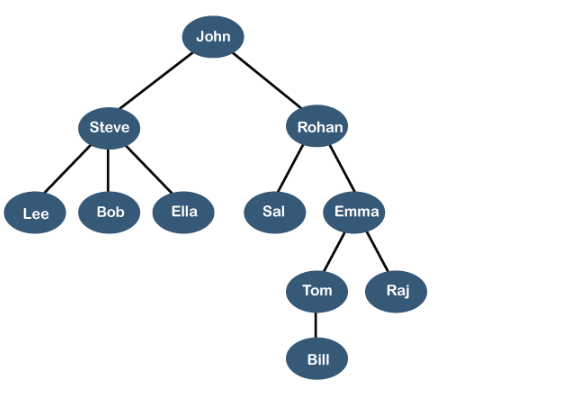 John
Steve
Rohan
Lee
Bob
Ella
Sal
Emma
Tom
Raj
Bill